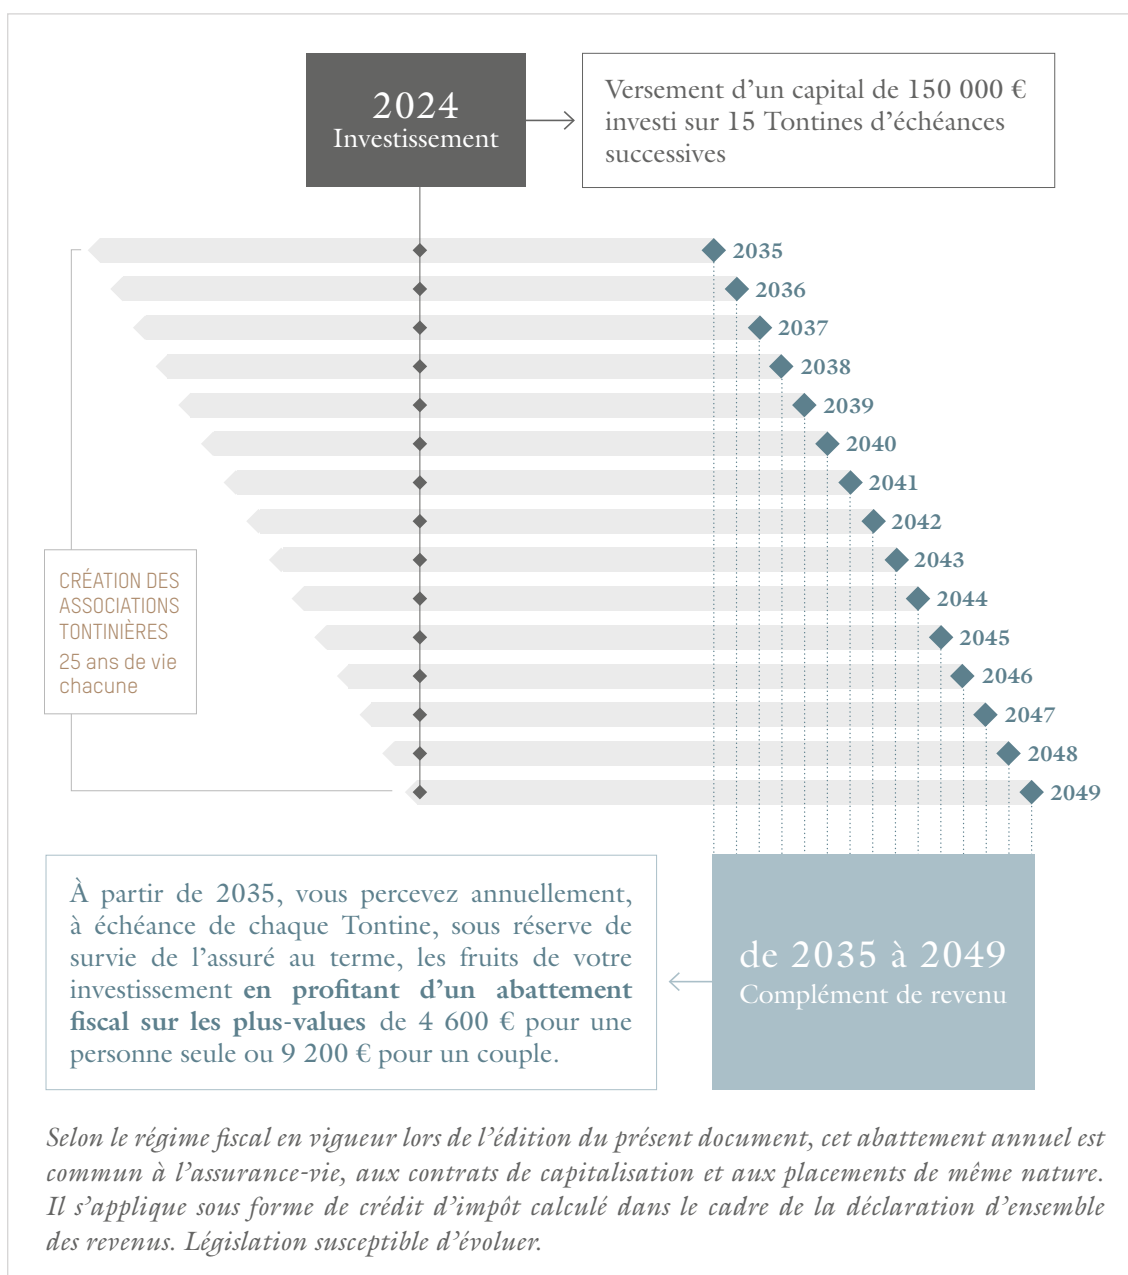 2024
Investissement
Versement d’un capital de 150 000 €
investi sur 15 Tontines d’échéances
successives
2035
2036
2037
2038
2039
2040
2041
2042
2043
2044
2045
2046
2047
2048
2049
CRÉATION DES
ASSOCIATIONS
TONTINIÈRES
25 ans de vie
chacune
À partir de 2035, vous percevez annuellement,
à échéance de chaque Tontine, sous réserve de
survie de l’assuré au terme, les fruits de votre
investissement en profitant d’un abattement
fiscal sur les plus-values de 4 600 € pour une
personne seule ou 9 200 € pour un couple.
de 2035 à 2049
Complément de revenu
Selon le régime fiscal en vigueur lors de l’édition du présent document, cet abattement annuel est
commun à l’assurance-vie, aux contrats de capitalisation et aux placements de même nature.
Il s’applique sous forme de crédit d’impôt calculé dans le cadre de la déclaration d’ensemble
des revenus. Législation susceptible d’évoluer.